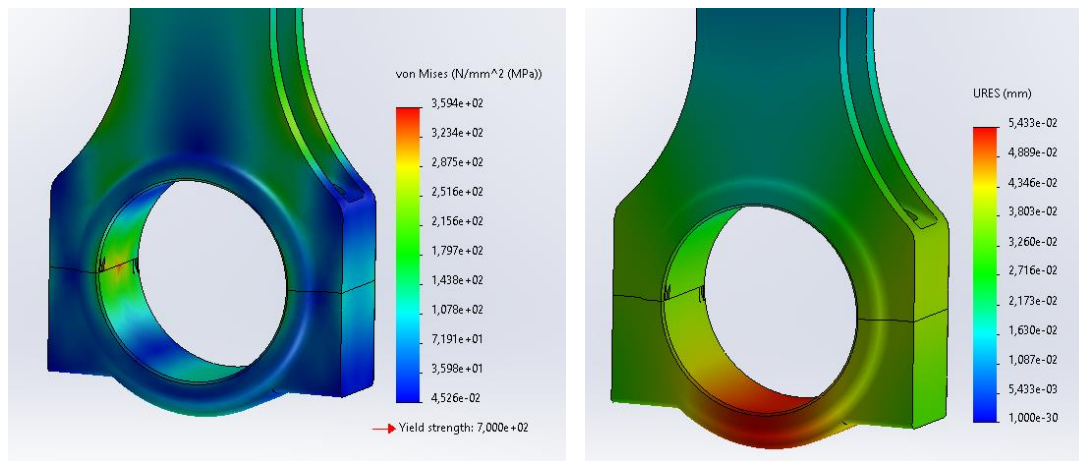 von Mises (N/mm^2 (MPa))
3,594e + 02
3,234e + 02
2,875e + 02
2,516e + 02
2,156e + 02
1,797e + 02
1,438e + 02
1,078e + 02
7,191e + 01
3,598e + 01
4,526e - 02
Yield strength: 7,000e + 02
URES (mm)
5,433e - 02
4,889e - 02
4,346e - 02
3,803e - 02
3,260e - 02
2,716e - 02
2,173e - 02
1,630e - 02
1,087e - 02
5,433e - 03
1,000e - 30